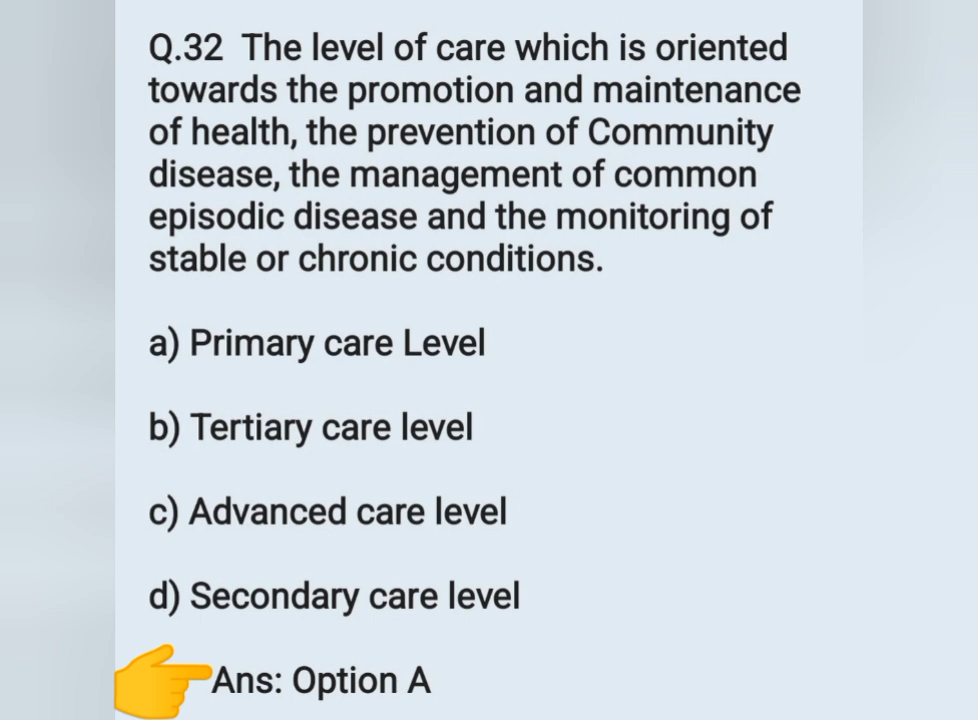 Q.32 The level of care which is oriented
towards the promotion and maintenance
of health, the prevention of Community
disease, the management of common
episodic disease and the monitoring of
stable or chronic conditions.
a) Primary care Level
b) Tertiary care level
c) Advanced care level
d) Secondary care level
Ans: Option A